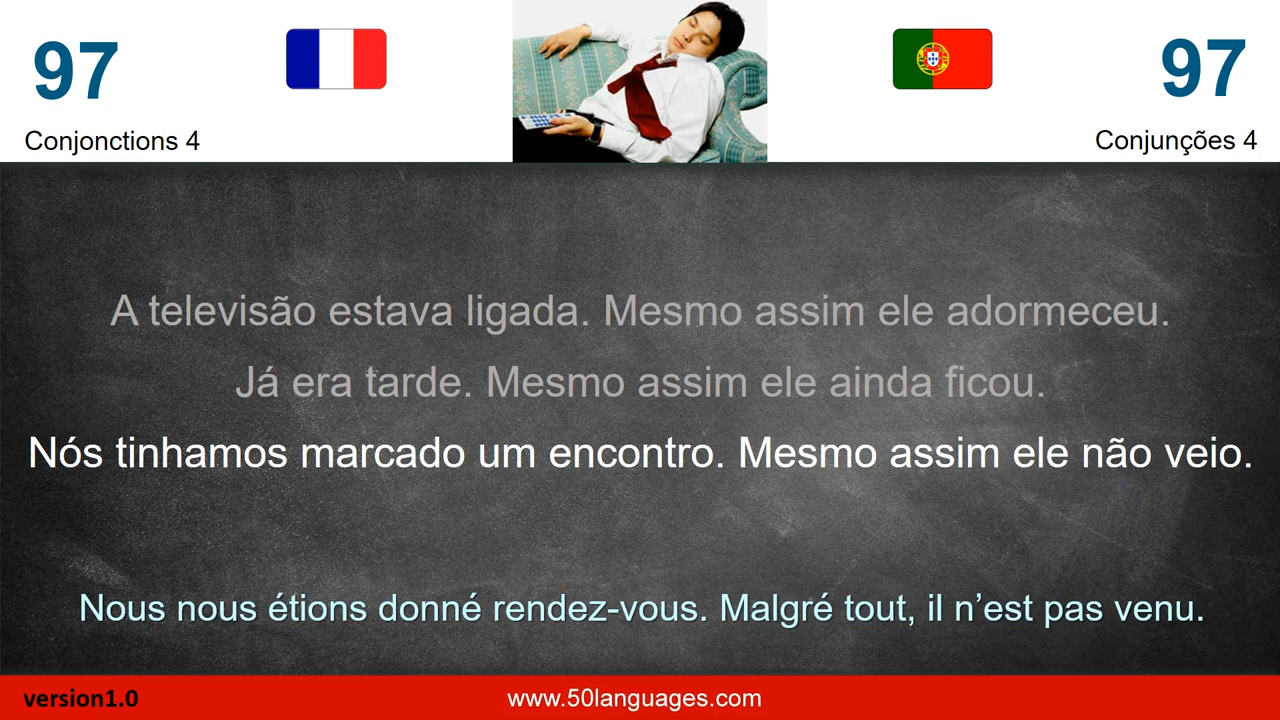 97
97
Conjonctions 4
Conjunções 4
A televisão estava ligada. Mesmo assim ele adormeceu.
Já era tarde. Mesmo assim ele ainda ficou.
Nós tinhamos marcado um encontro. Mesmo assim ele não veio.
Nous nous étions donné rendez-vous. Malgré tout, il n’est pas venu.
version1.0
www.50languages.com